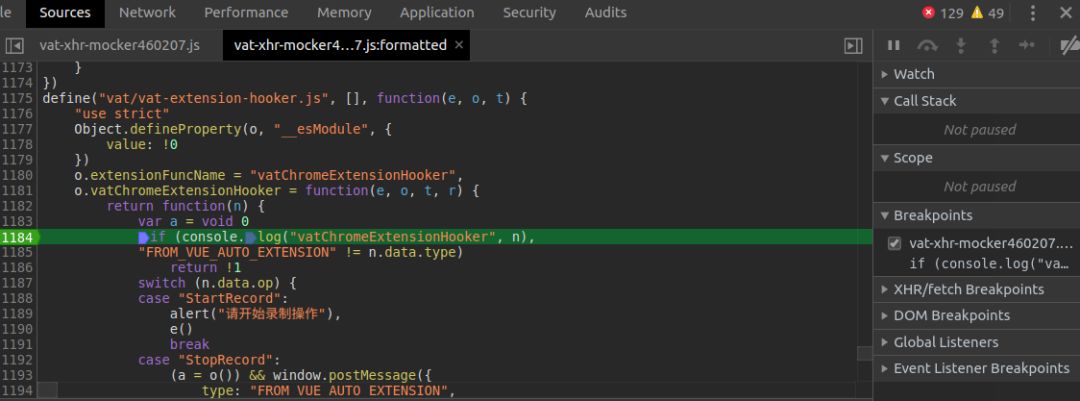 le Sources Network Performance Memory Application Security Audits 129 49
vat-xhr-mocker460207.js vat-xhr-mocker4…7.js:formatted
1173 }
1174 })
1175 define("vat/vat-extension-hooker.js", [], function(e, o, t) {
1176 "use strict"
1177 Object.defineProperty(o, "__esModule", {
1178 value: !0
1179 })
1180 o.extensionFuncName = "vatChromeExtensionHooker",
1181 o.vatChromeExtensionHooker = function(e, o, t, r) {
1182 return function(n) {
1183 var a = void 0
1184 if (console.log("vatChromeExtensionHooker", n),
1185 "FROM_VUE_AUTO_EXTENSION" != n.data.type)
1186 return !1
1187 switch (n.data.op) {
1188 case "StartRecord":
1189 alert("请开始录制操作"),
1190 e()
1191 break
1192 case "StopRecord":
1193 (a = o()) && window.postMessage({
1194 type: "FROM_VUE_AUTO_EXTENSION",
Watch
Call Stack
Not paused
Scope
Not paused
Breakpoints
vat-xhr-mocker460207.…
if (console.log("va…
XHR/fetch Breakpoints
DOM Breakpoints
Global Listeners
Event Listener Breakpoints